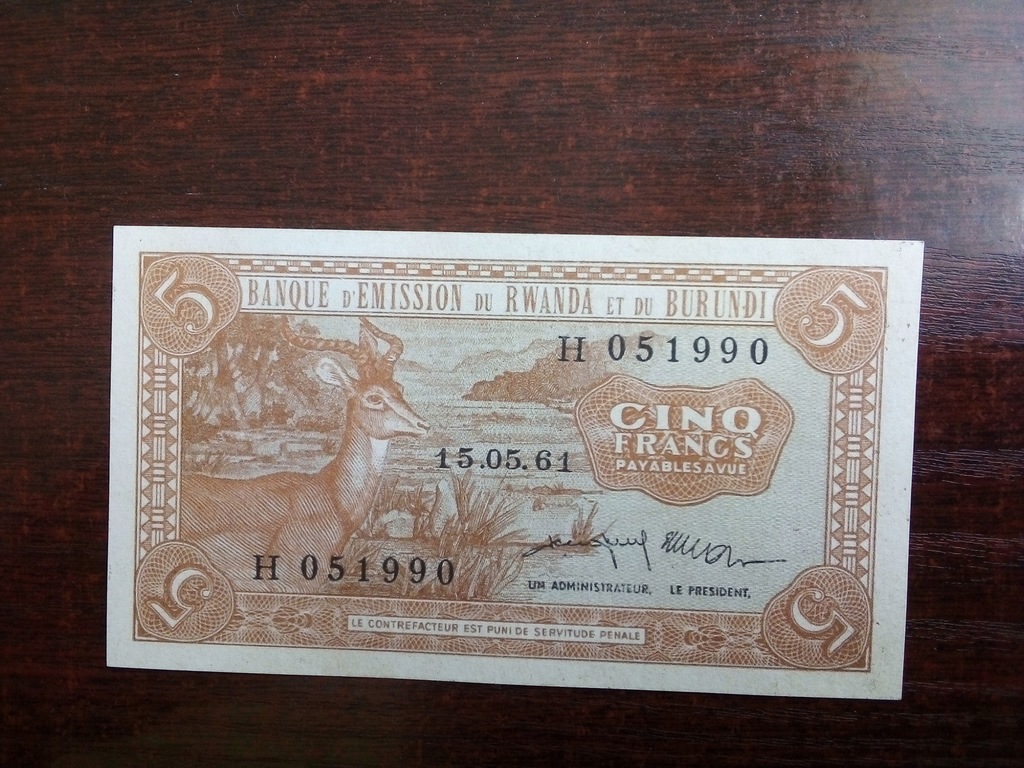 5 5
BANQUE D'EMISSION DU RWANDA ET DU BURUNDI
H 051990
CINQ
FRANCS
PAYABLES A VUE
15.05.61
H 051990
UN ADMINISTRATEUR, LE PRESIDENT,
5 5
LE CONTREFACTEUR EST PUNI DE SERVITUDE PENALE